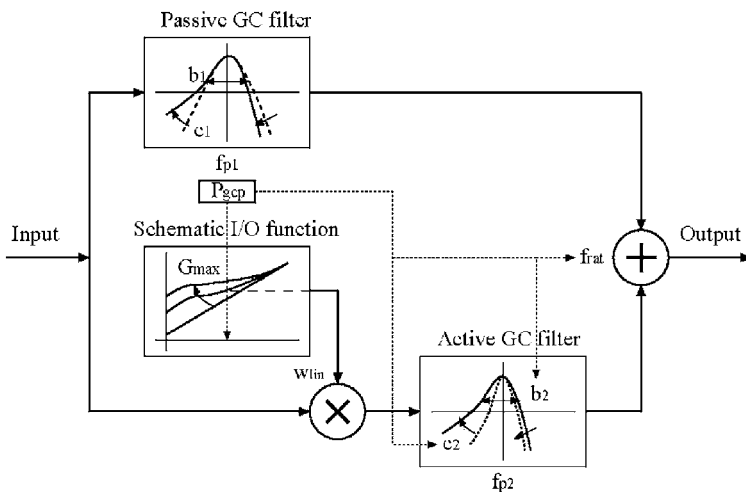 Passive GC filter
b1
c1
fp1
Pgcp
Input
Schematic I/O function
Gmax
frat
Output
Wlin
Active GC filter
b2
c2
fp2